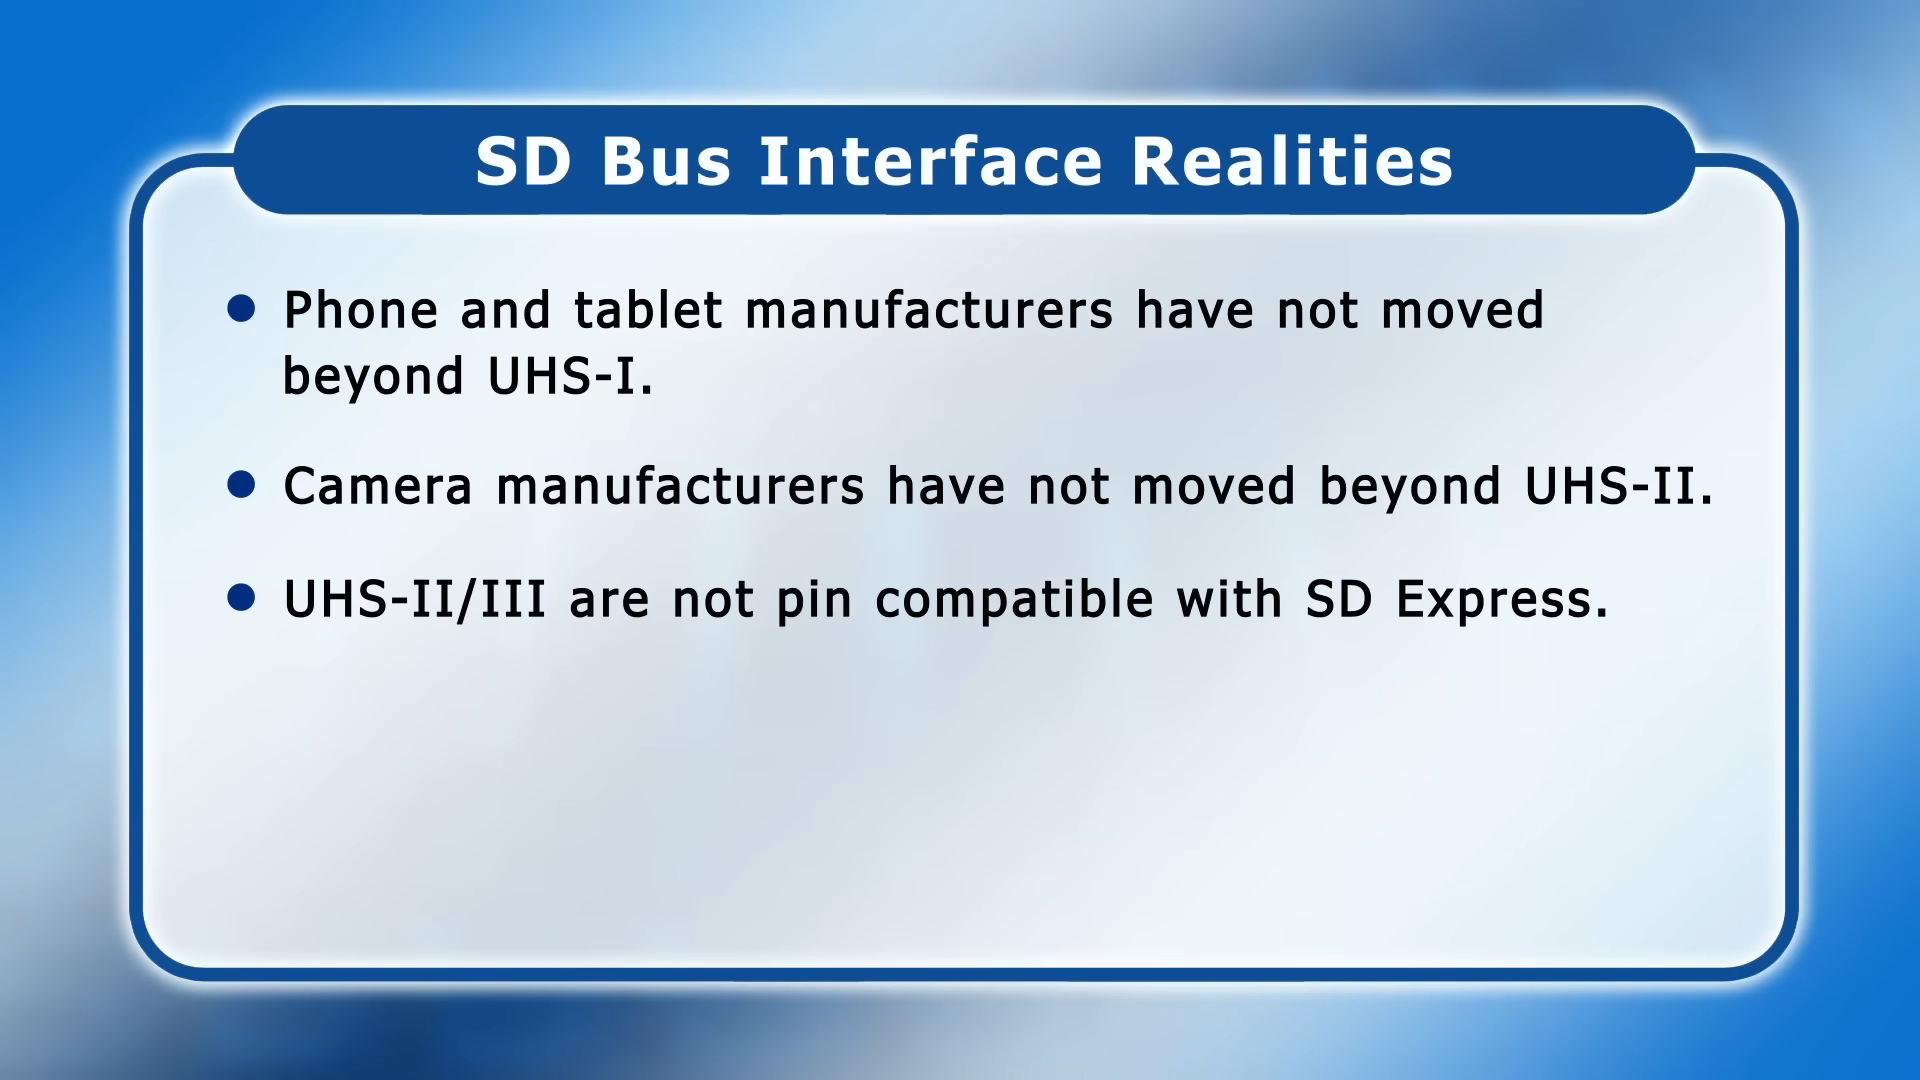 SD Bus Interface Realities
● Phone and tablet manufacturers have not moved
beyond UHS-I.
● Camera manufacturers have not moved beyond UHS-II.
● UHS-II/III are not pin compatible with SD Express.